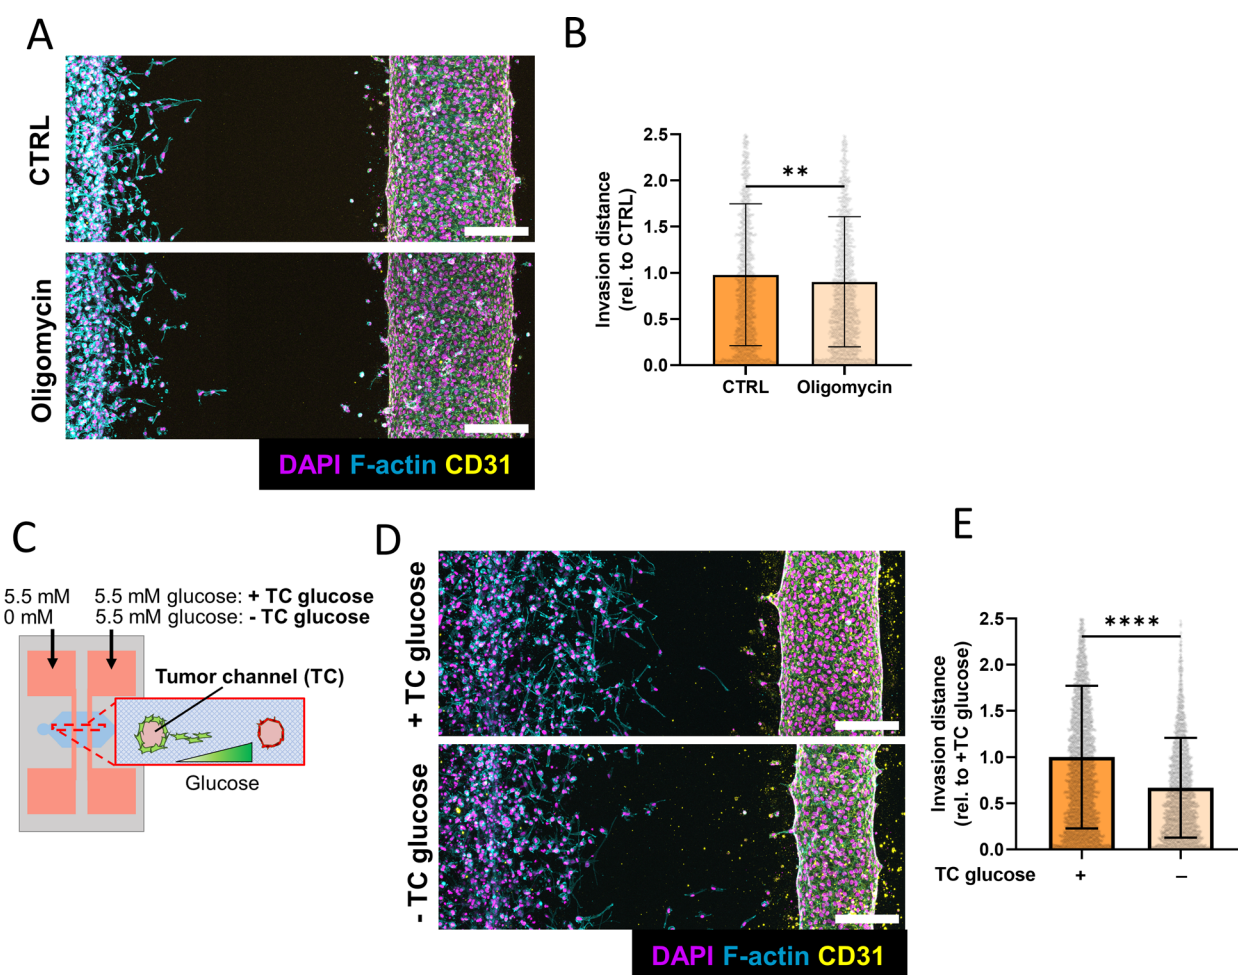 A
CTRL
Oligomycin
DAPI F-actin CD31
B
Invasion distance
(rel. to CTRL)
2.5
2.0
1.5
1.0
0.5
0.0
**
CTRL
Oligomycin
C
5.5 mM 5.5 mM glucose: + TC glucose
0 mM 5.5 mM glucose: - TC glucose
Tumor channel (TC)
Glucose
D
+ TC glucose
- TC glucose
DAPI F-actin CD31
E
Invasion distance
(rel. to +TC glucose)
2.5
2.0
1.5
1.0
0.5
0.0
****
TC glucose + –